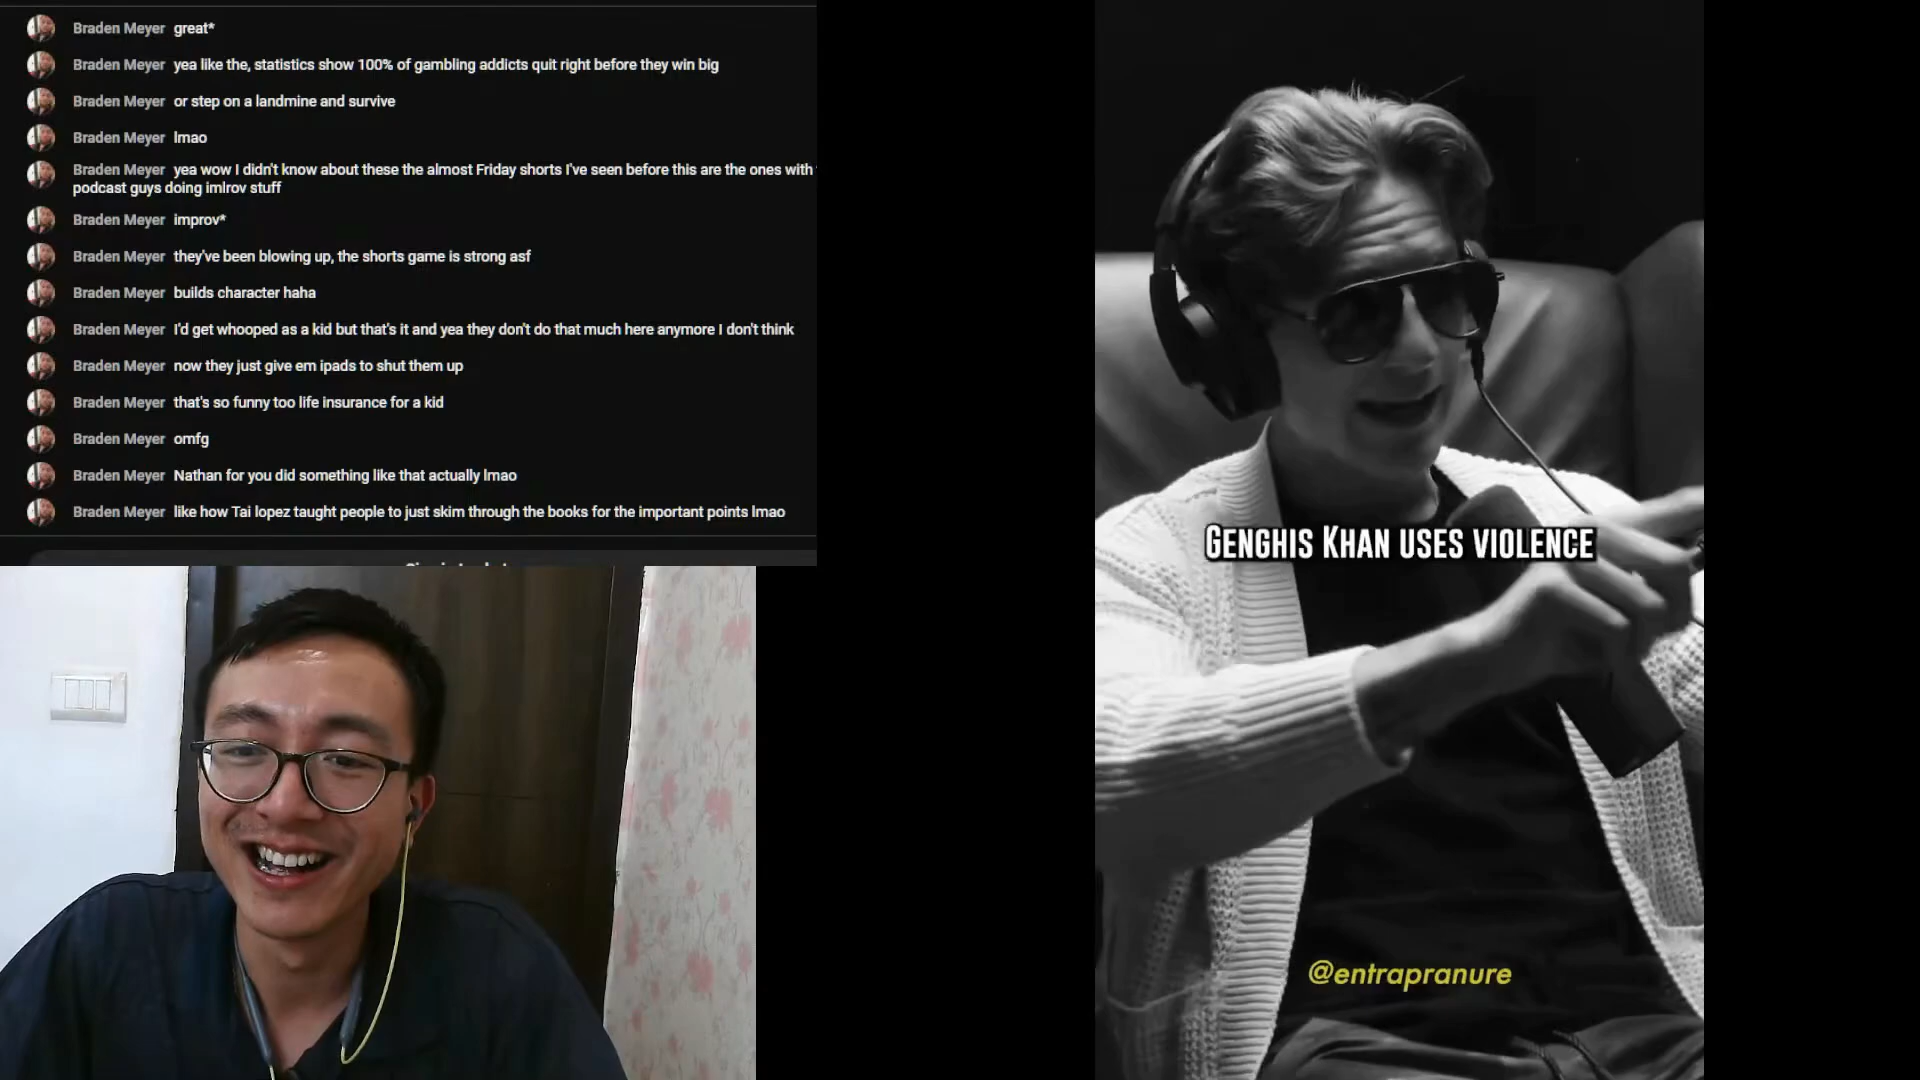 Braden Meyer great*
Braden Meyer yea like the, statistics show 100% of gambling addicts quit right before they win big
Braden Meyer or step on a landmine and survive
Braden Meyer lmao
Braden Meyer yea wow I didn't know about these the almost Friday shorts I've seen before this are the ones with
podcast guys doing imlrov stuff
Braden Meyer improv*
Braden Meyer they've been blowing up, the shorts game is strong asf
Braden Meyer builds character haha
Braden Meyer I'd get whooped as a kid but that's it and yea they don't do that much here anymore I don't think
Braden Meyer now they just give em ipads to shut them up
Braden Meyer that's so funny too life insurance for a kid
Braden Meyer omfg
Braden Meyer Nathan for you did something like that actually lmao
Braden Meyer like how Tai lopez taught people to just skim through the books for the important points lmao
GENGHIS KHAN USES VIOLENCE
@entrapranure